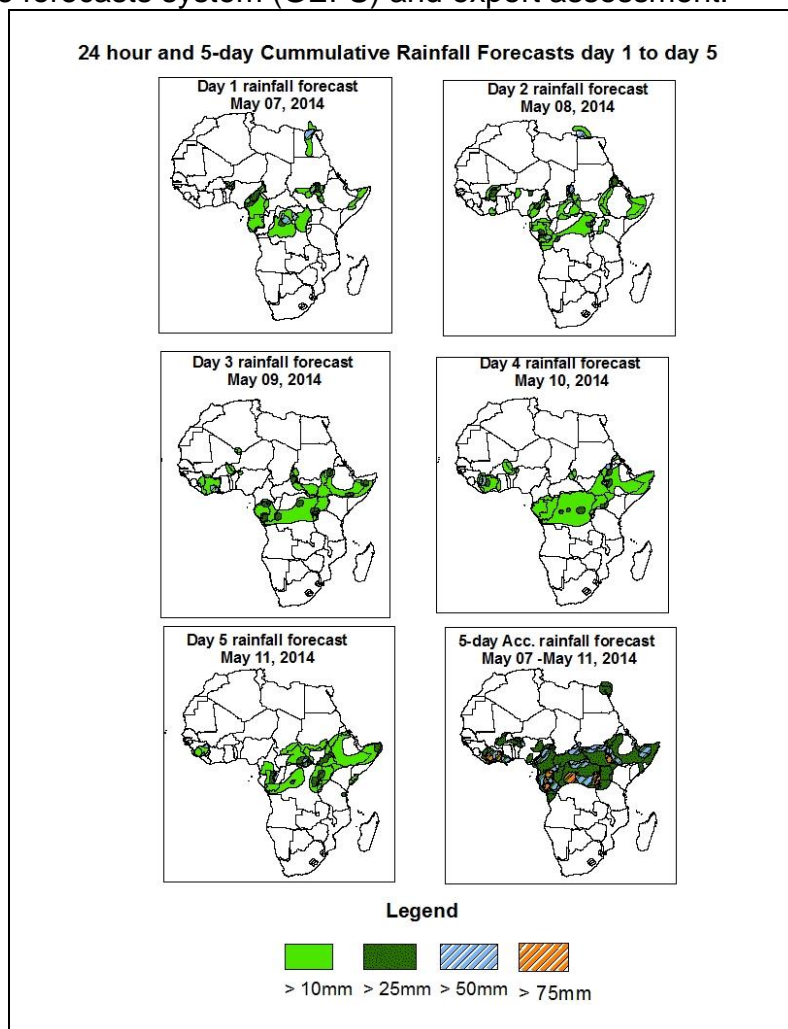 forecasts system (GEFS) and expert assessment.
24 hour and 5-day Cummulative Rainfall Forecasts day 1 to day 5
Day 1 rainfall forecast
May 07, 2014
Day 2 rainfall forecast
May 08, 2014
Day 3 rainfall forecast
May 09, 2014
Day 4 rainfall forecast
May 10, 2014
Day 5 rainfall forecast
May 11, 2014
5-day Acc. rainfall forecast
May 07 -May 11, 2014
Legend
> 10mm > 25mm > 50mm > 75mm